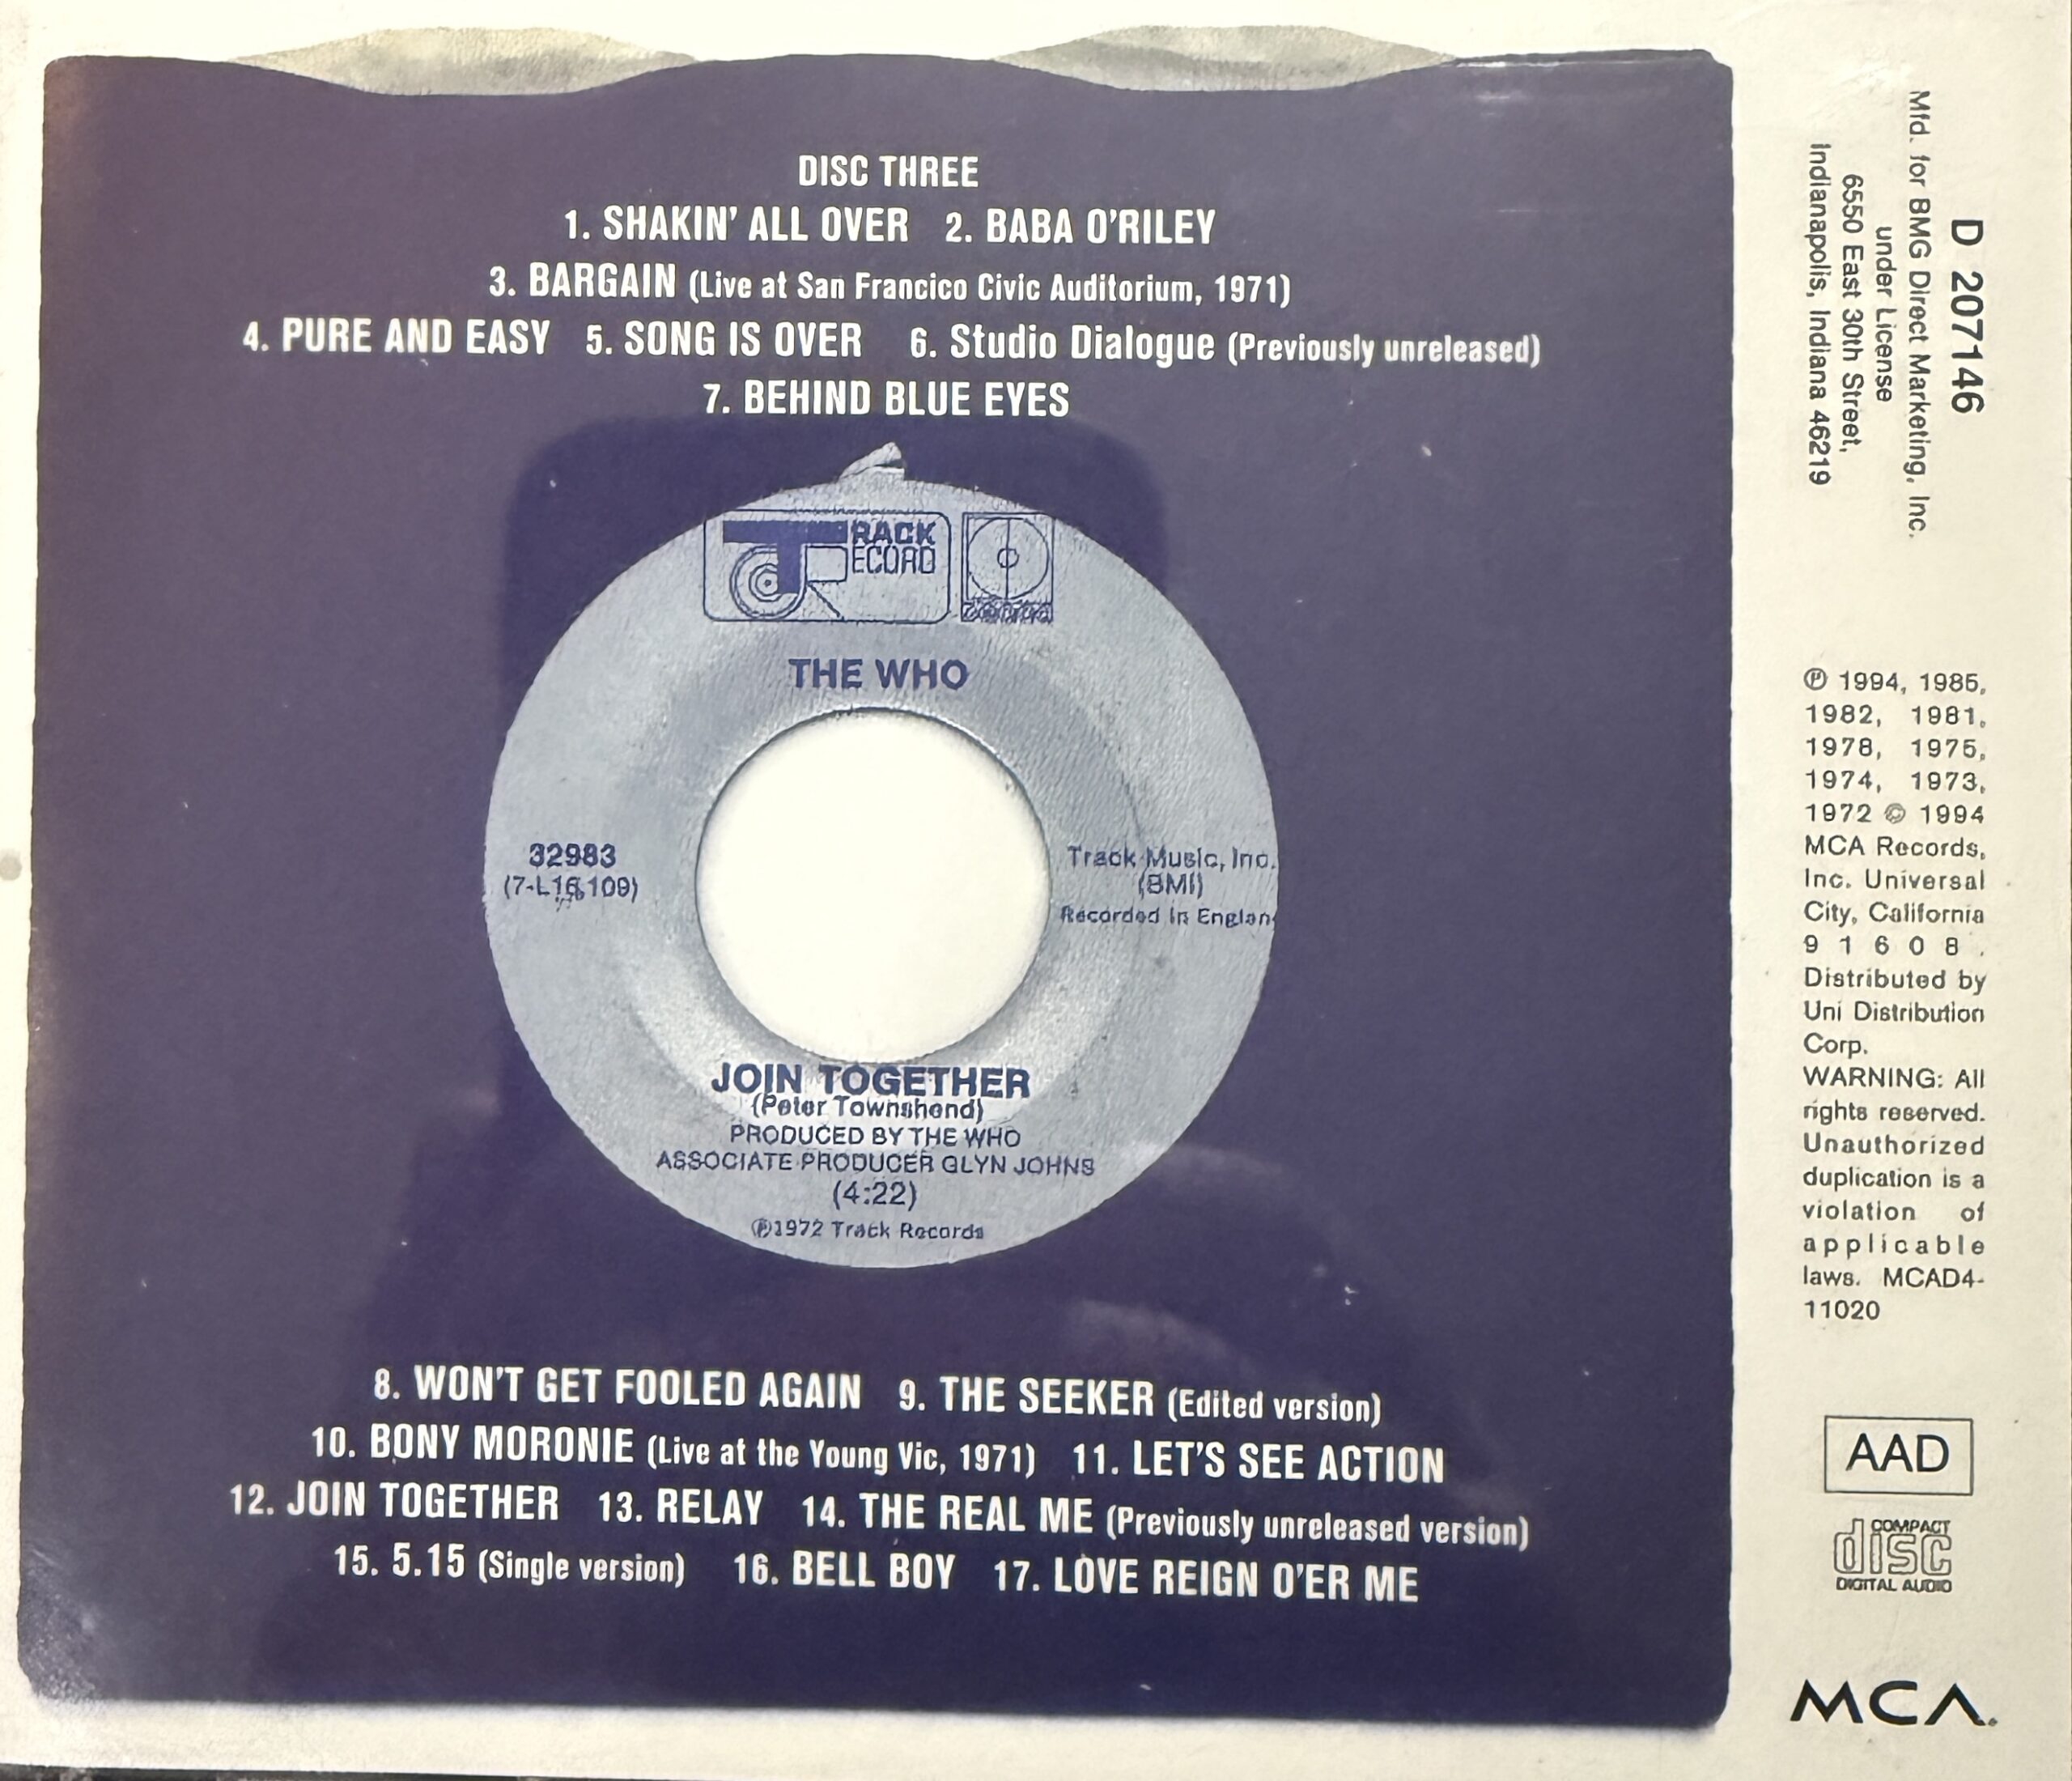 DISC THREE
1. SHAKIN' ALL OVER 2. BABA O'RILEY
3. BARGAIN (Live at San Francico Civic Auditorium, 1971)
4. PURE AND EASY 5. SONG IS OVER 6. Studio Dialogue (Previously unreleased)
7. BEHIND BLUE EYES
TRACK
RECORD
THE WHO
32983
(7-L16,109)
Track Music, Inc.
(BMI)
Recorded in Englan
JOIN TOGETHER
(Peter Townshend)
PRODUCED BY THE WHO
ASSOCIATE PRODUCER GLYN JOHNS
(4:22)
℗1972 Track Records
8. WON'T GET FOOLED AGAIN 9. THE SEEKER (Edited version)
10. BONY MORONIE (Live at the Young Vic, 1971) 11. LET'S SEE ACTION
12. JOIN TOGETHER 13. RELAY 14. THE REAL ME (Previously unreleased version)
15. 5.15 (Single version) 16. BELL BOY 17. LOVE REIGN O'ER ME
D 207146
Mfd. for BMG Direct Marketing, Inc.
under License
6550 East 30th Street,
Indianapolis, Indiana 46219
℗ 1994, 1985,
1982, 1981,
1978, 1975,
1974, 1973,
1972 © 1994
MCA Records,
Inc. Universal
City, California
91608.
Distributed by
Uni Distribution
Corp.
WARNING: All
rights reserved.
Unauthorized
duplication is a
violation of
applicable
laws. MCAD4-
11020
AAD
COMPACT
disc
DIGITAL AUDIO
MCA.